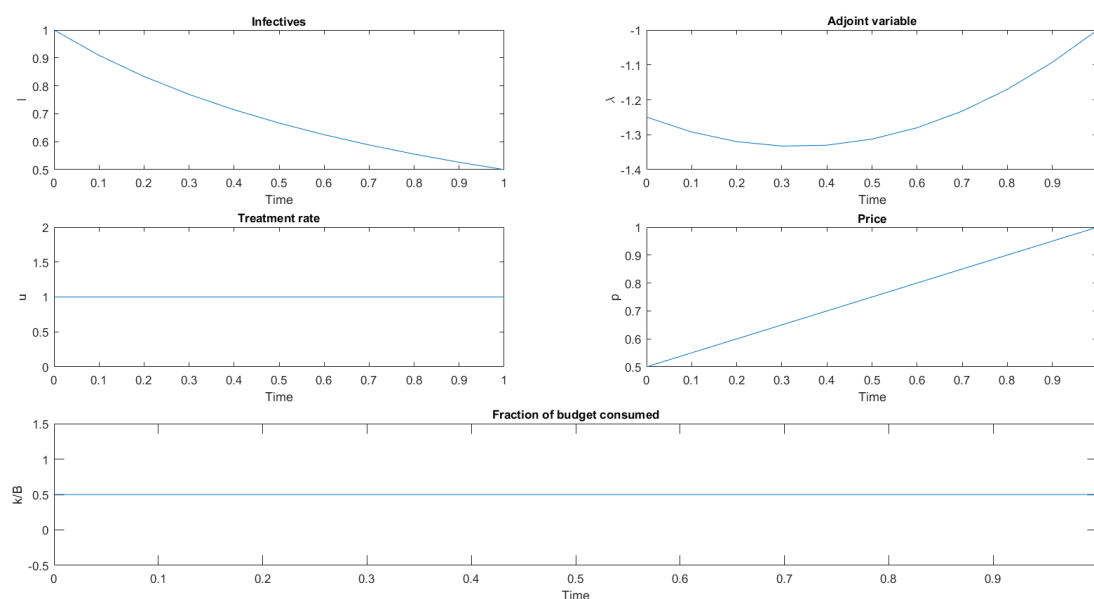 Infectives
1
0.9
0.8
0.7
0.6
0.5
I
0 0.1 0.2 0.3 0.4 0.5 0.6 0.7 0.8 0.9 1
Time
Adjoint variable
-1
-1.1
-1.2
-1.3
-1.4
λ
0 0.1 0.2 0.3 0.4 0.5 0.6 0.7 0.8 0.9
Time
Treatment rate
2
1.5
1
0.5
0
u
0 0.1 0.2 0.3 0.4 0.5 0.6 0.7 0.8 0.9 1
Time
Price
1
0.9
0.8
0.7
0.6
0.5
p
0 0.1 0.2 0.3 0.4 0.5 0.6 0.7 0.8 0.9
Time
Fraction of budget consumed
1.5
1
0.5
0
-0.5
k/B
0 0.1 0.2 0.3 0.4 0.5 0.6 0.7 0.8 0.9
Time